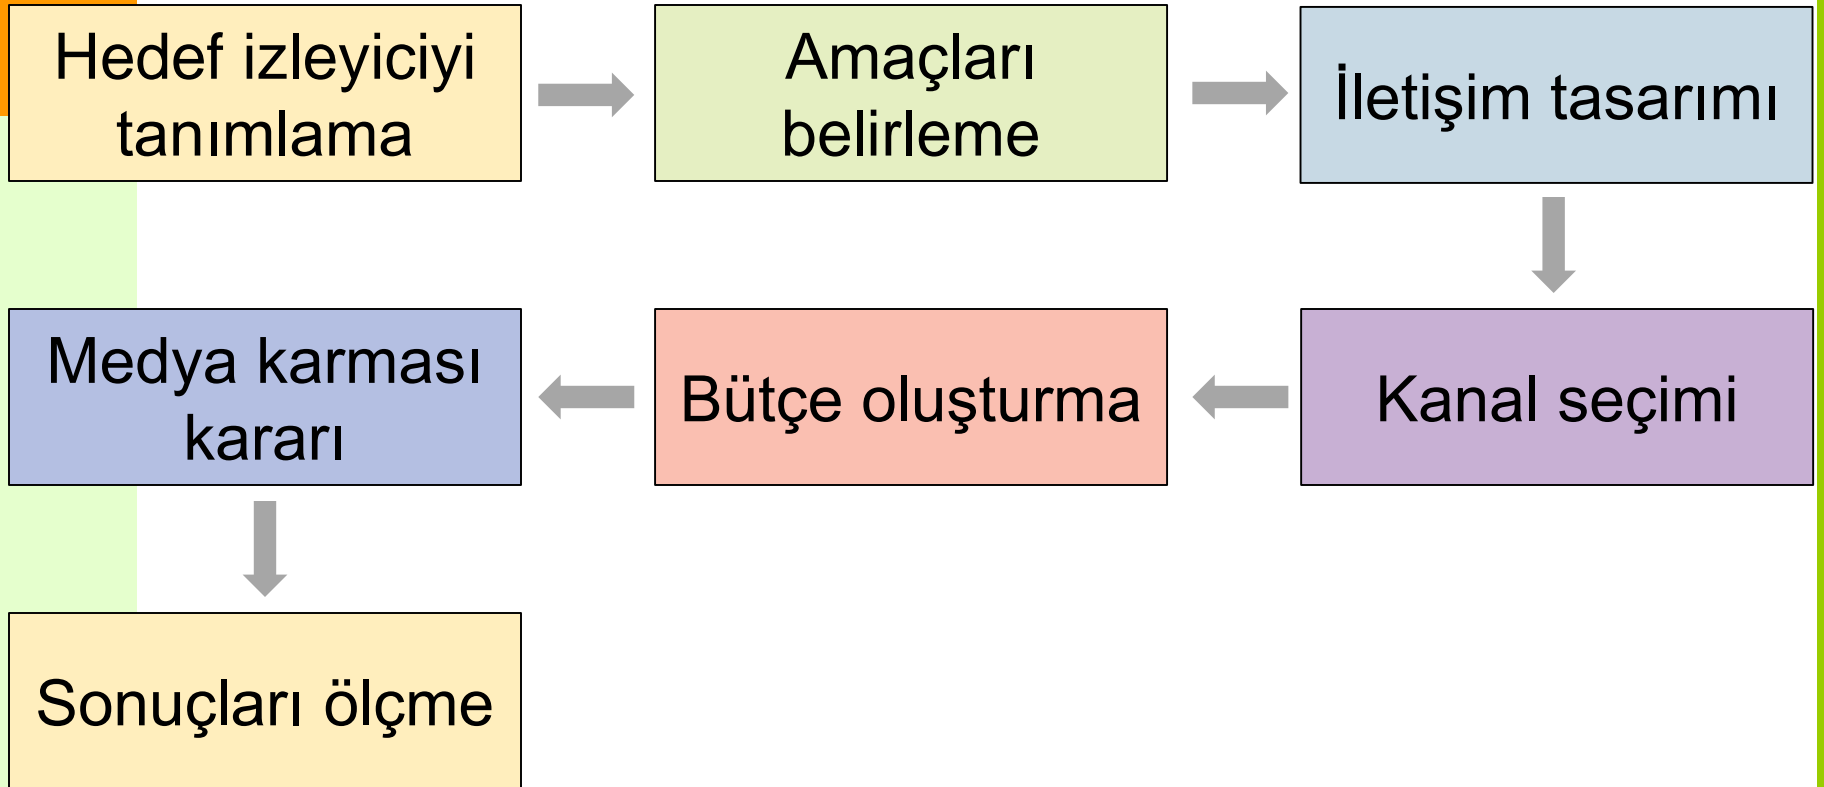 Hedef izleyiciyi
tanımlama
Amaçları
belirleme
İletişim tasarımı
Medya karması
kararı
Bütçe oluşturma
Kanal seçimi
Sonuçları ölçme